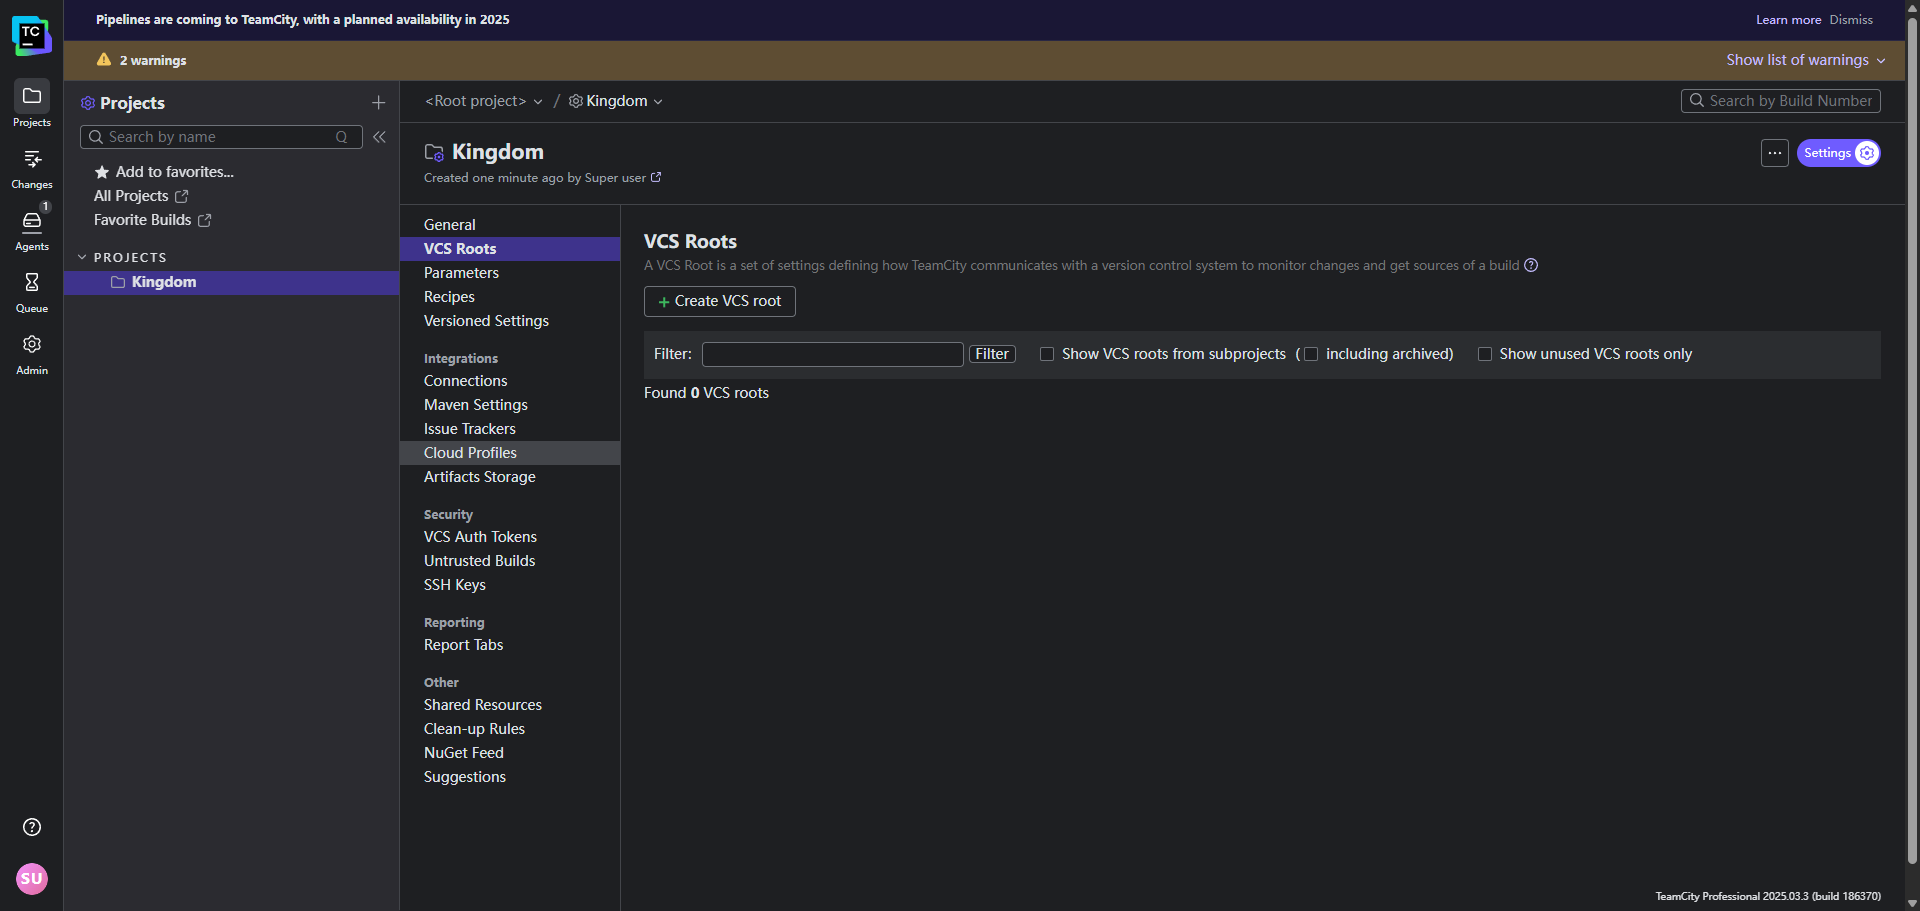 Pipelines are coming to TeamCity, with a planned availability in 2025
Learn more Dismiss
2 warnings
Show list of warnings
TC
Projects
Changes
1
Agents
Queue
Admin
SU
Projects
Search by name Q
Add to favorites...
All Projects
Favorite Builds
PROJECTS
Kingdom
<Root project> / Kingdom
Search by Build Number
Kingdom
Created one minute ago by Super user
... Settings
General
VCS Roots
Parameters
Recipes
Versioned Settings
Integrations
Connections
Maven Settings
Issue Trackers
Cloud Profiles
Artifacts Storage
Security
VCS Auth Tokens
Untrusted Builds
SSH Keys
Reporting
Report Tabs
Other
Shared Resources
Clean-up Rules
NuGet Feed
Suggestions
VCS Roots
A VCS Root is a set of settings defining how TeamCity communicates with a version control system to monitor changes and get sources of a build
+ Create VCS root
Filter: Filter Show VCS roots from subprojects ( including archived) Show unused VCS roots only
Found 0 VCS roots
TeamCity Professional 2025.03.3 (build 186370)